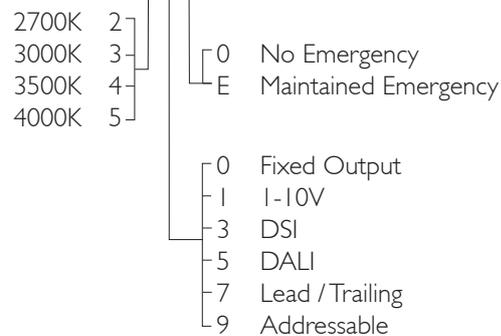 2700K 2
3000K 3
3500K 4
4000K 5
0 No Emergency
E Maintained Emergency
0 Fixed Output
1 1-10V
3 DSI
5 DALI
7 Lead / Trailing
9 Addressable